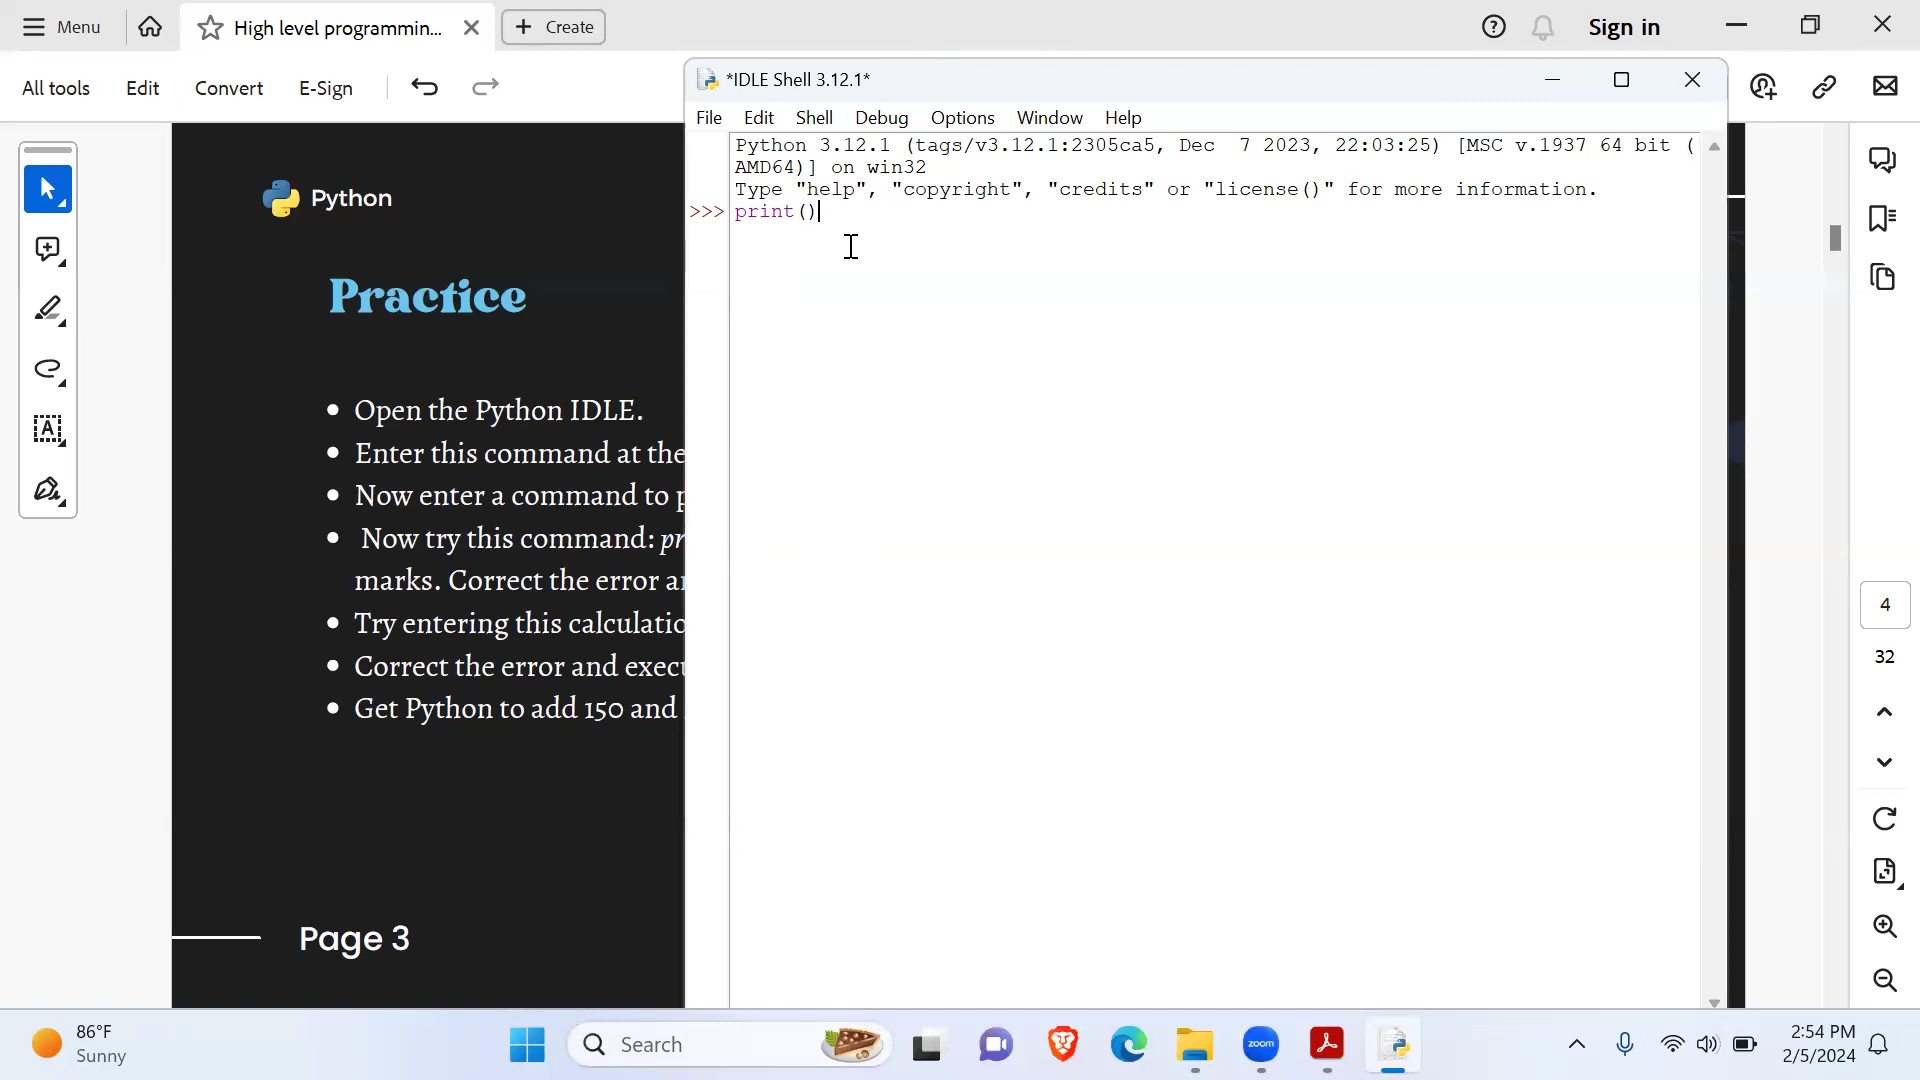 Menu
High level programmin...
Create
Sign in
All tools
Edit
Convert
E-Sign
*IDLE Shell 3.12.1*
File Edit Shell Debug Options Window Help
Python 3.12.1 (tags/v3.12.1:2305ca5, Dec  7 2023, 22:03:25) [MSC v.1937 64 bit (
AMD64)] on win32
Type "help", "copyright", "credits" or "license()" for more information.
>>> print()
Python
Practice
• Open the Python IDLE.
• Enter this command at the
• Now enter a command to p
• Now try this command: pr
marks. Correct the error
• Try entering this calculatio
• Correct the error and execu
• Get Python to add 150 and
Page 3
4
32
86°F
Sunny
Search
zoom
2:54 PM
2/5/2024